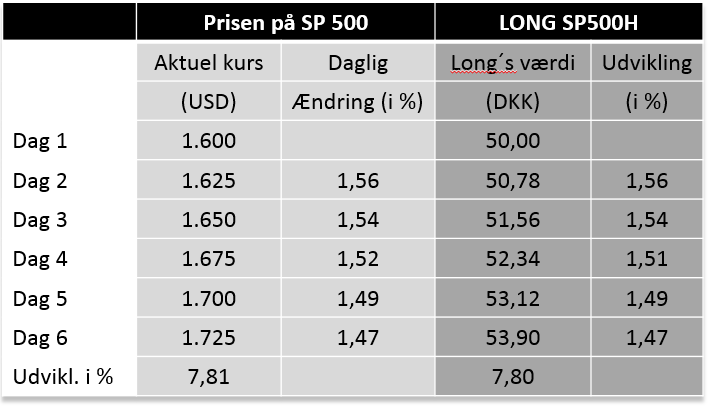 Prisen på SP 500 LONG SP500H
Aktuel kurs Daglig Long´s værdi Udvikling
(USD) Ændring (i %) (DKK) (i %)
Dag 1 1.600 50,00
Dag 2 1.625 1,56 50,78 1,56
Dag 3 1.650 1,54 51,56 1,54
Dag 4 1.675 1,52 52,34 1,51
Dag 5 1.700 1,49 53,12 1,49
Dag 6 1.725 1,47 53,90 1,47
Udvikl. i % 7,81 7,80